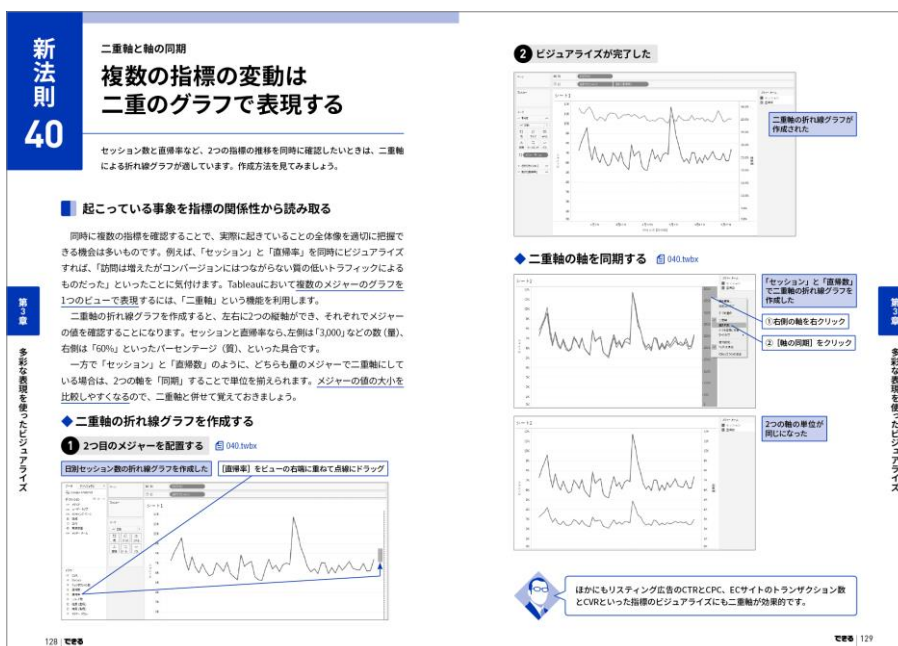 新法則
40
二重軸と軸の同期
複数の指標の変動は
二重のグラフで表現する
セッション数と直帰率など、2つの指標の推移を同時に確認したいときは、二重軸
による折れ線グラフが適しています。作成方法を見てみましょう。
起こっている事象を指標の関係性から読み取る
同時に複数の指標を確認することで、実際に起きていることの全体像を適切に把握で
きる機会は多いものです。例えば、「セッション」と「直帰率」を同時にビジュアライズ
すれば、「訪問は増えたがコンバージョンにはつながらない質の低いトラフィックによる
ものだった」といったことに気付けます。Tableauにおいて複数のメジャーのグラフを
1つのビューで表現するには、「二重軸」という機能を利用します。
二重軸の折れ線グラフを作成すると、左右に2つの縦軸ができ、それぞれでメジャー
の値を確認することになります。セッションと直帰率なら、左側は「3,000」などの数（量）、
右側は「60%」といったパーセンテージ（質）、といった具合です。
一方で「セッション」と「直帰数」のように、どちらも量のメジャーで二重軸にして
いる場合は、2つの軸を「同期」することで単位を揃えられます。メジャーの値の大小を
比較しやすくなるので、二重軸と併せて覚えておきましょう。
◆ 二重軸の折れ線グラフを作成する
1 2つ目のメジャーを配置する 040.twbx
日別セッション数の折れ線グラフを作成した
［直帰率］をビューの右端に重ねて点線にドラッグ
第3章
多彩な表現を使ったビジュアライズ
128 | できる
2 ビジュアライズが完了した
シート1
二重軸の折れ線グラフが
作成された
◆ 二重軸の軸を同期する 040.twbx
「セッション」と「直帰数」
で二重軸の折れ線グラフを
作成した
①右側の軸を右クリック
②［軸の同期］をクリック
2つの軸の単位が
同じになった
ほかにもリスティング広告のCTRとCPC、ECサイトのトランザクション数
とCVRといった指標のビジュアライズにも二重軸が効果的です。
第3章
多彩な表現を使ったビジュアライズ
できる | 129